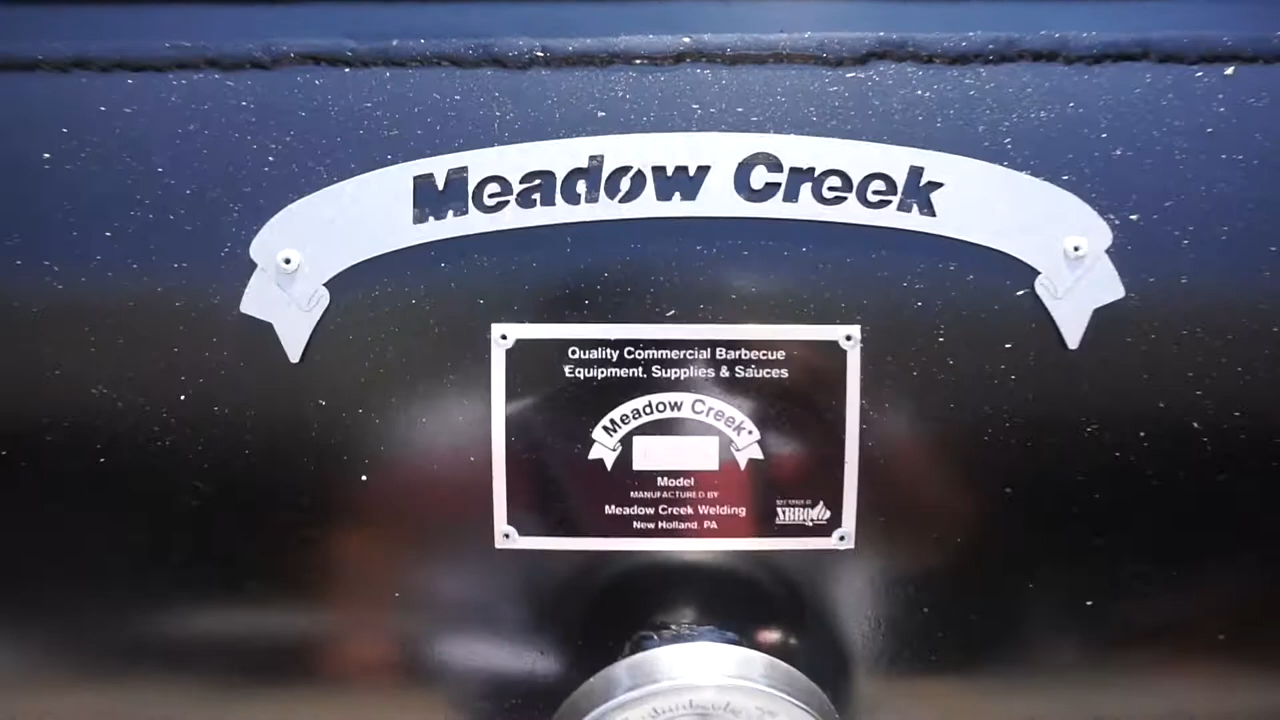 Meadow Creek
Quality Commercial Barbecue
Equipment, Supplies & Sauces
Meadow Creek
Model
MANUFACTURED BY
Meadow Creek Welding
New Holland, PA
NBBQA